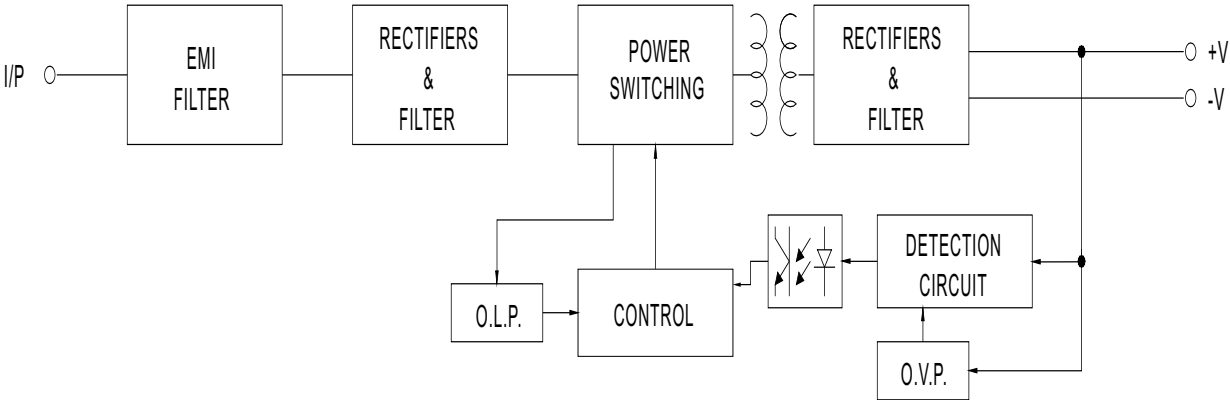 I/P
EMI
FILTER
RECTIFIERS
&
FILTER
POWER
SWITCHING
RECTIFIERS
&
FILTER
+V
-V
O.L.P.
CONTROL
DETECTION
CIRCUIT
O.V.P.